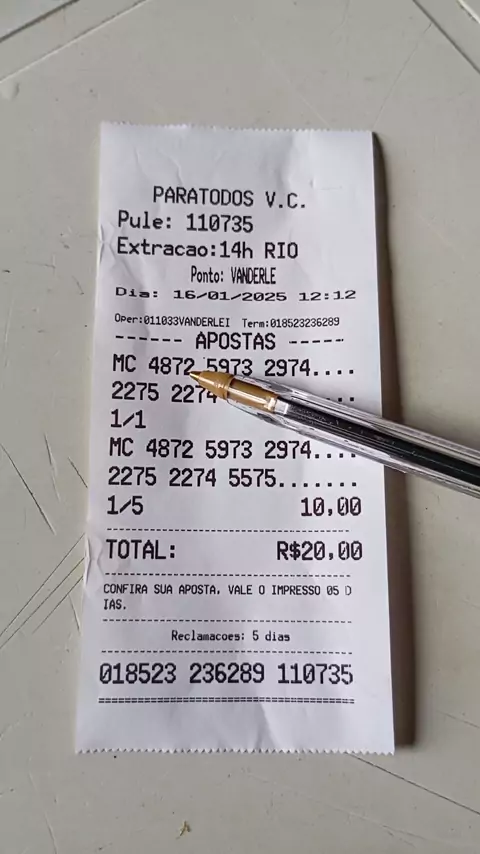 PARATODOS V.C.
Pule: 110735
Extracao:14h RIO
Ponto: VANDERLE
Dia: 16/01/2025 12:12
Oper:011033VANDERLEI Term:018523236289
------ APOSTAS -----
MC 4872 5973 2974....
2275 2274
1/1
MC 4872 5973 2974....
2275 2274 5575.......
1/5 10,00
TOTAL: R$20,00
CONFIRA SUA APOSTA. VALE O IMPRESSO 05 D
IAS.
Reclamacoes: 5 dias
018523 236289 110735